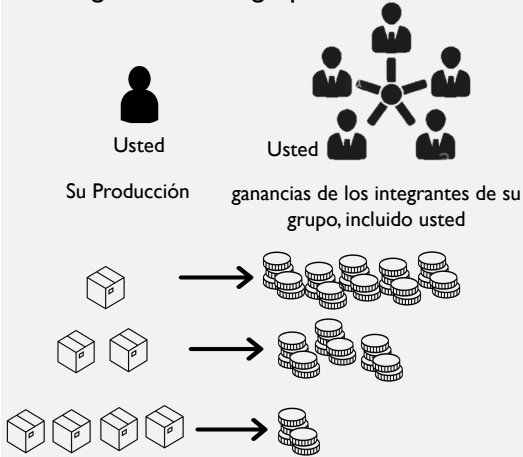 Usted
Usted
Su Producción
ganancias de los integrantes de su
grupo, incluido usted